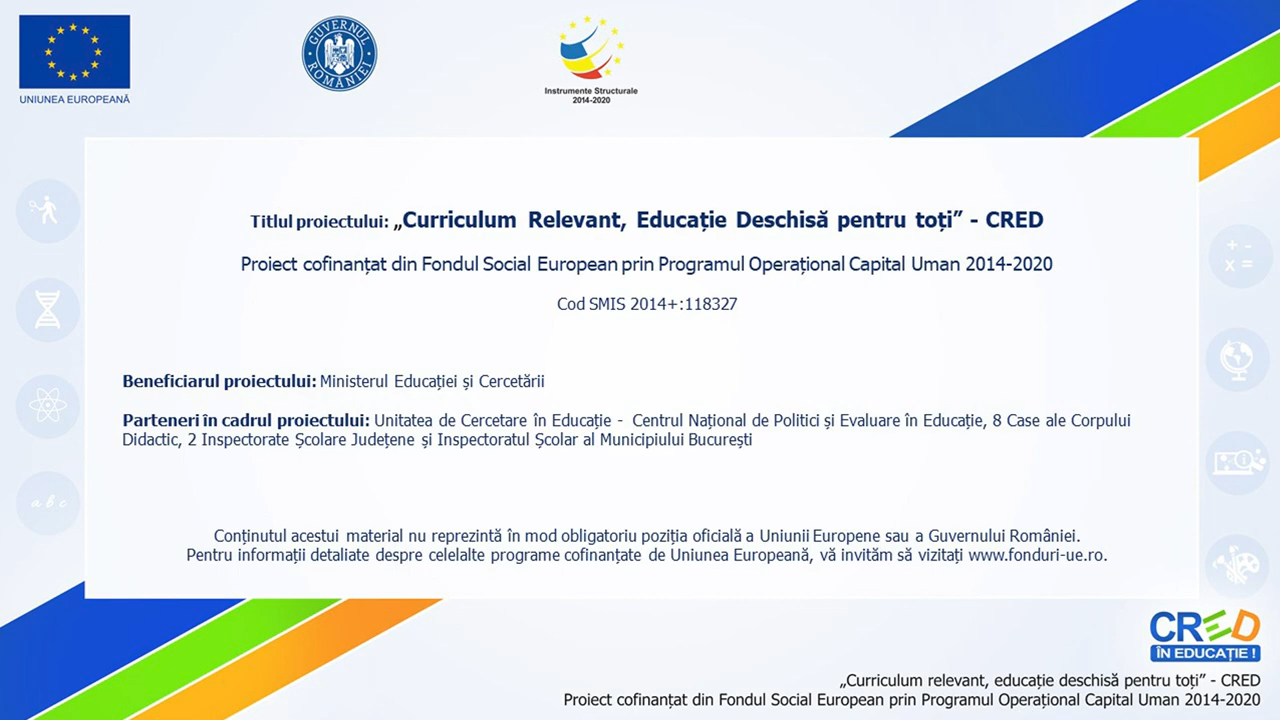 UNIUNEA EUROPEANĂ
GUVERNUL ROMÂNIEI
Instrumente Structurale
2014-2020
Titlul proiectului: „Curriculum Relevant, Educație Deschisă pentru toți” - CRED
Proiect cofinanțat din Fondul Social European prin Programul Operațional Capital Uman 2014-2020
Cod SMIS 2014+:118327
Beneficiarul proiectului: Ministerul Educației și Cercetării
Parteneri în cadrul proiectului: Unitatea de Cercetare în Educație - Centrul Național de Politici și Evaluare în Educație, 8 Case ale Corpului
Didactic, 2 Inspectorate Școlare Județene și Inspectoratul Școlar al Municipiului București
Conținutul acestui material nu reprezintă în mod obligatoriu poziția oficială a Uniunii Europene sau a Guvernului României.
Pentru informații detaliate despre celelalte programe cofinanțate de Uniunea Europeană, vă invităm să vizitați www.fonduri-ue.ro.
+ -
x =
a b c
CRED
ÎN EDUCAȚIE !
„Curriculum relevant, educație deschisă pentru toți” - CRED
Proiect cofinanțat din Fondul Social European prin Programul Operațional Capital Uman 2014-2020